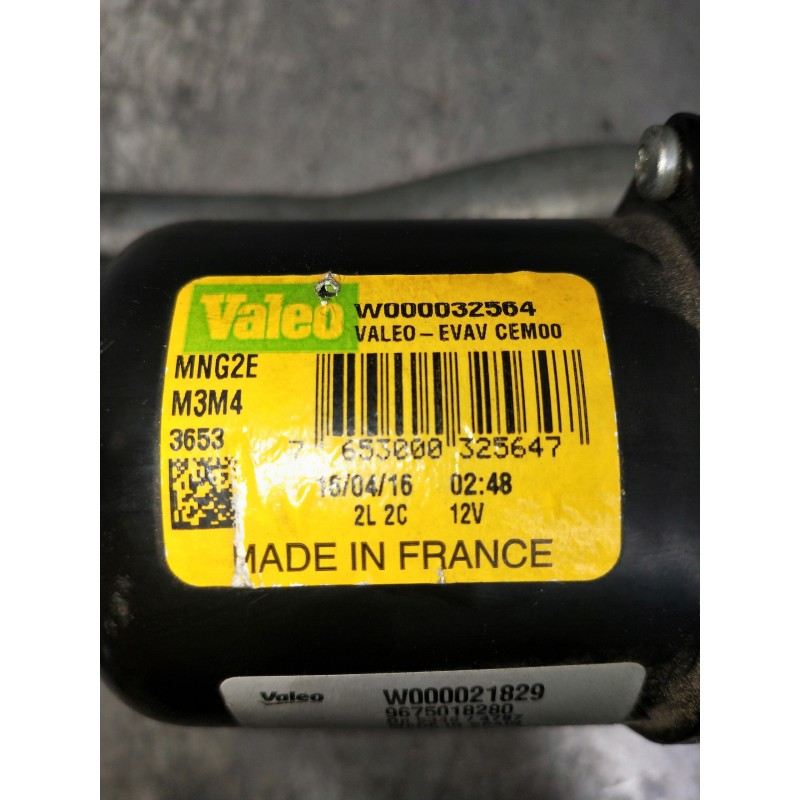 Valeo W000032564
VALEO-EVAV CEM00
MNG2E
M3M4
3653
7 653000 325647
15/04/16 02:48
2L 2C 12V
MADE IN FRANCE
Valeo W000021829
9675018280